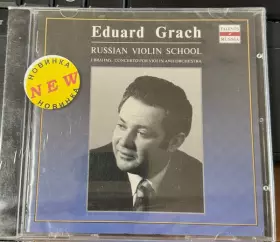 Eduard Grach
RUSSIAN VIOLIN SCHOOL
J.BRAHMS. CONCERTO FOR VIOLIN AND ORCHESTRA
НОВИНКА
NEW
НОВИНКА